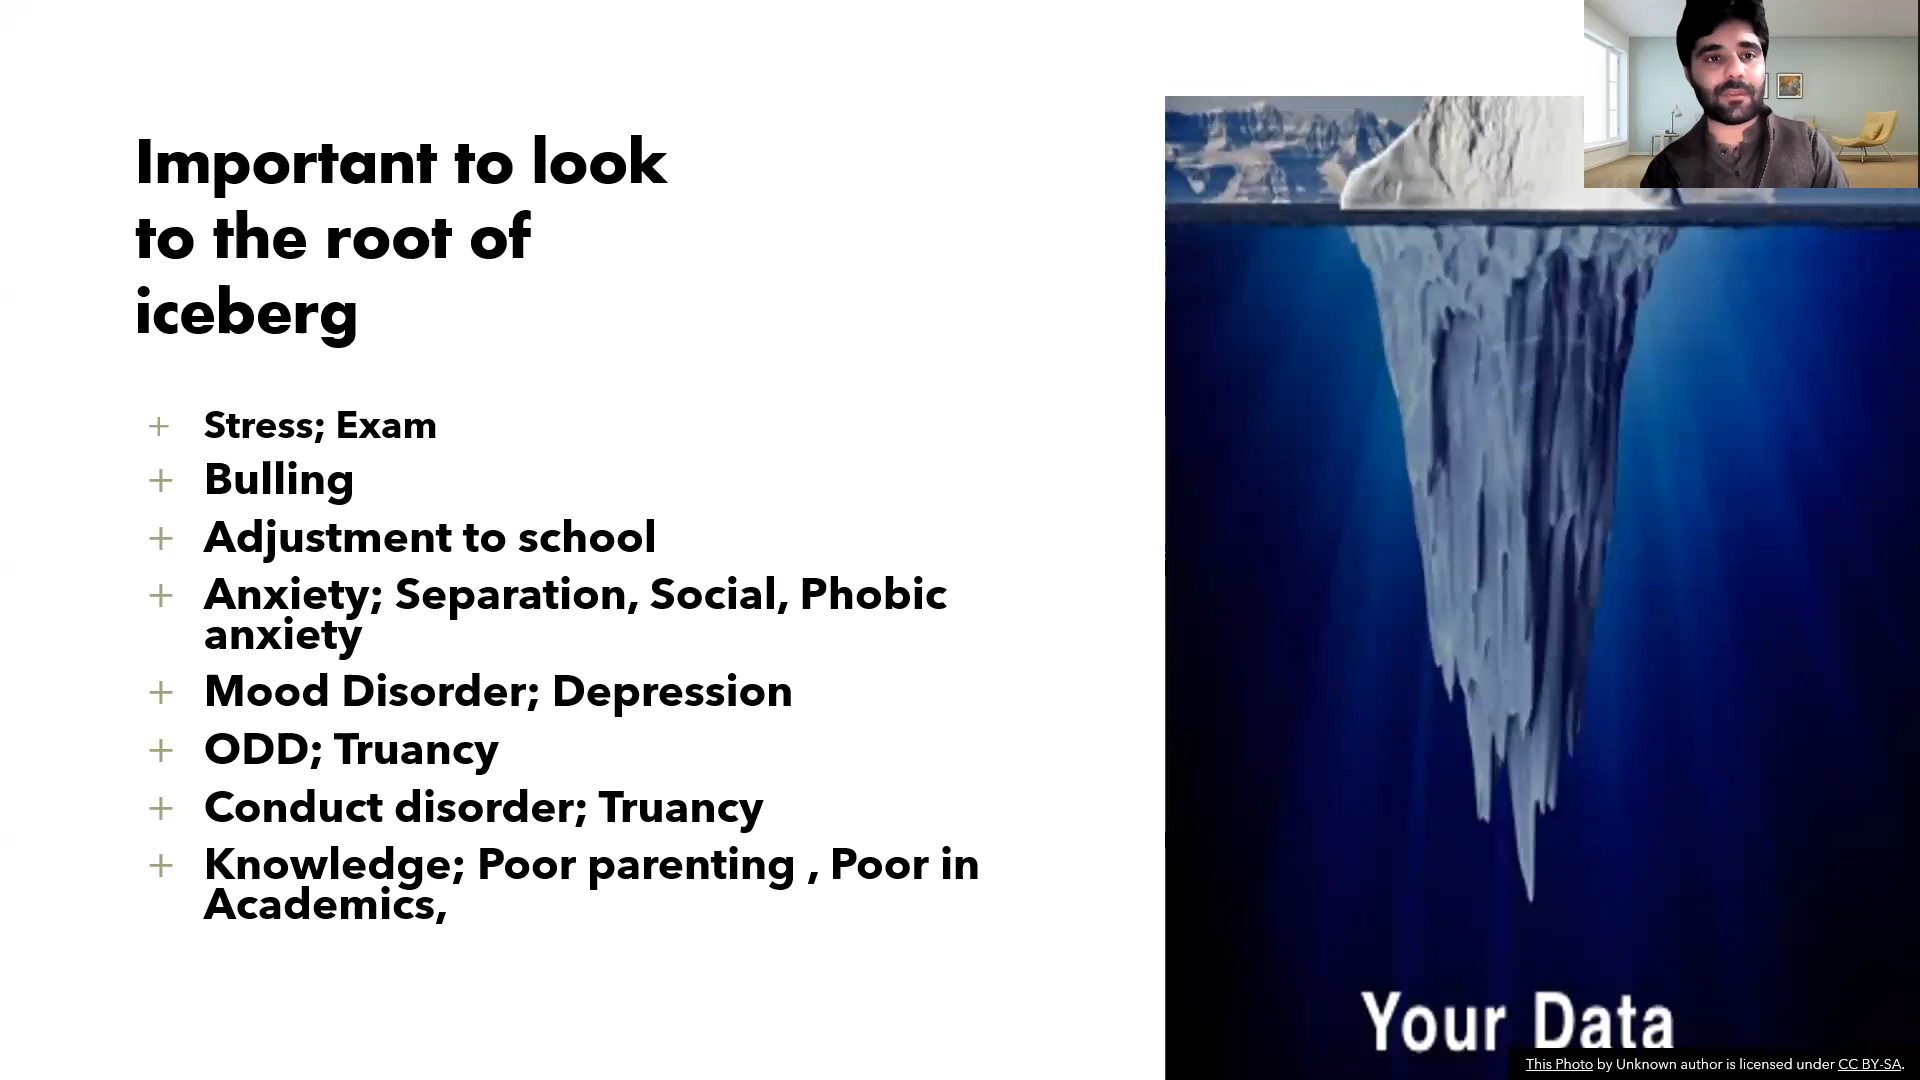 Important to look
to the root of
iceberg
+ Stress; Exam
+ Bulling
+ Adjustment to school
+ Anxiety; Separation, Social, Phobic
anxiety
+ Mood Disorder; Depression
+ ODD; Truancy
+ Conduct disorder; Truancy
+ Knowledge; Poor parenting , Poor in
Academics,
Your Data
This Photo by Unknown author is licensed under CC BY-SA.